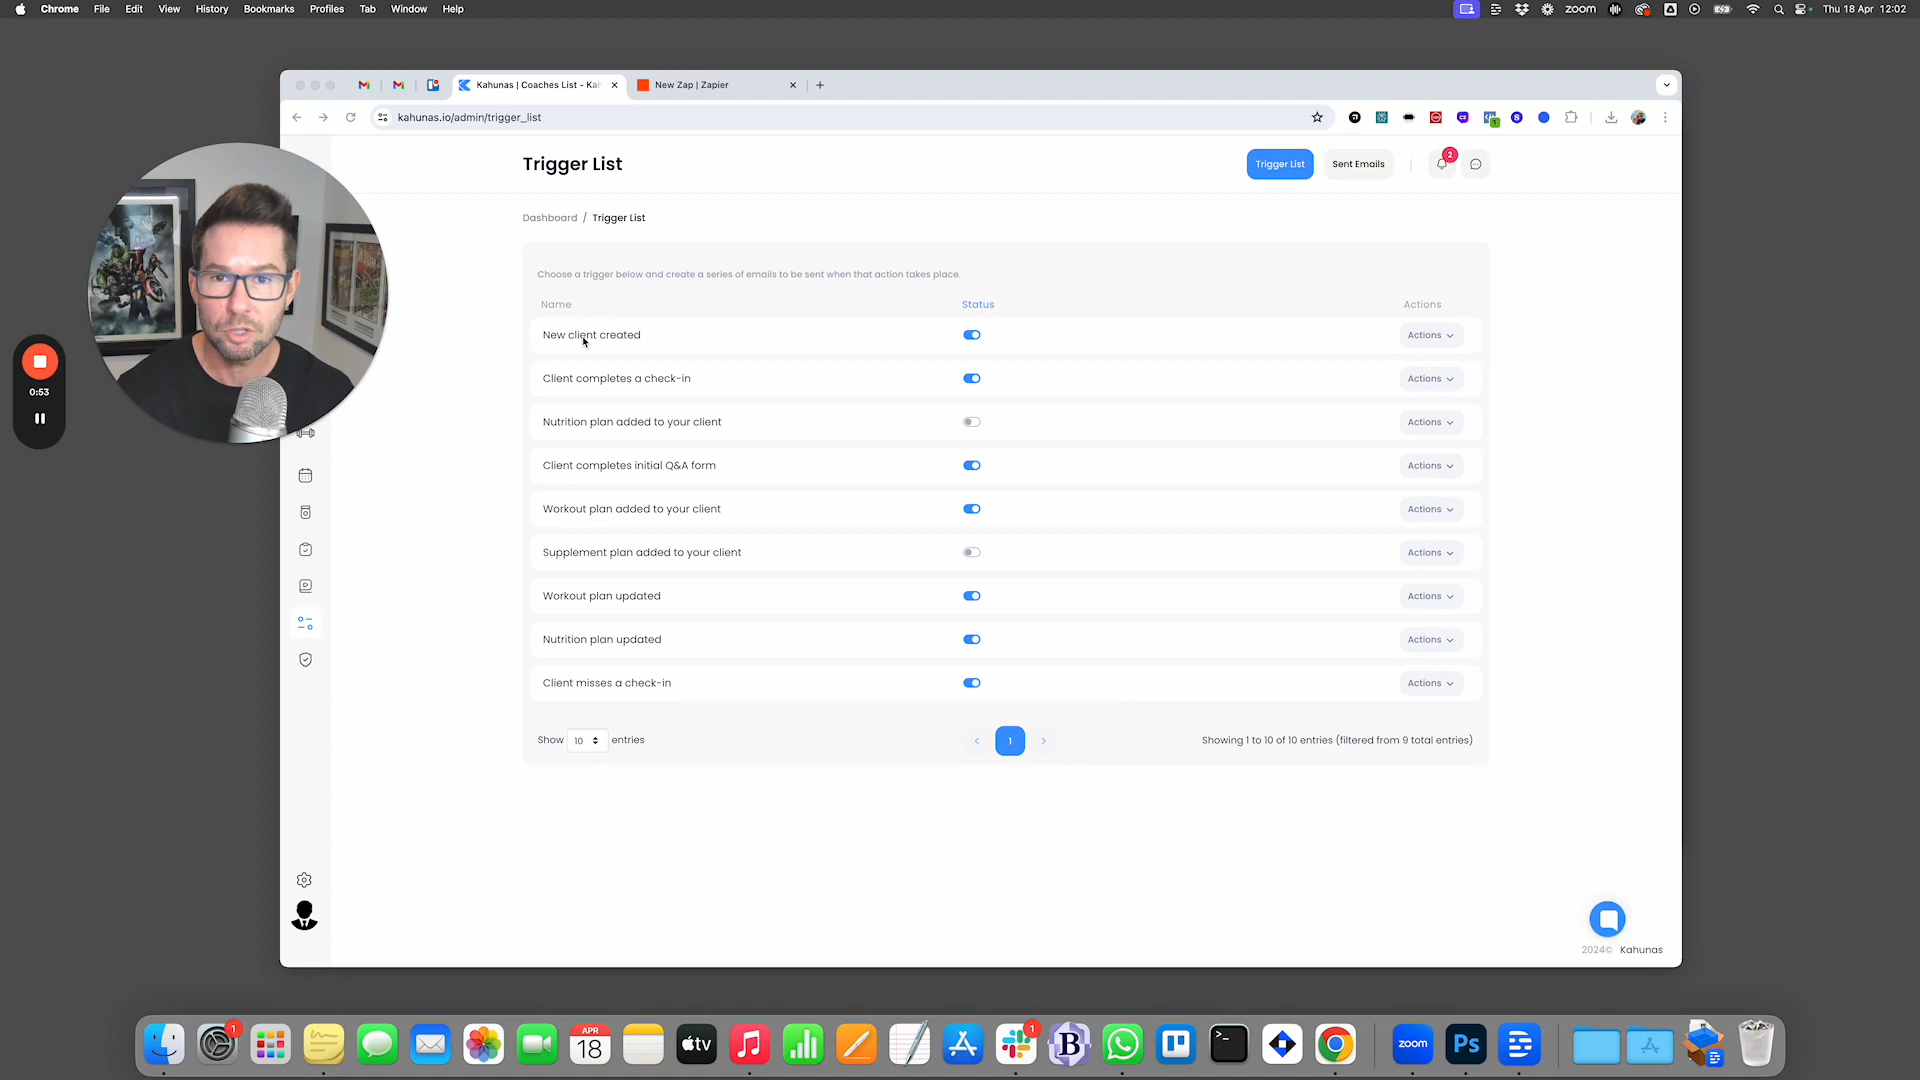 Chrome File Edit View History Bookmarks Profiles Tab Window Help
zoom
Thu 18 Apr 12:02
Kahunas | Coaches List - Kah
New Zap | Zapier
kahunas.io/admin/trigger_list
1
Trigger List
Trigger List
Sent Emails
2
Dashboard / Trigger List
Choose a trigger below and create a series of emails to be sent when that action takes place.
Name Status Actions
New client created Actions
Client completes a check-in Actions
Nutrition plan added to your client Actions
Client completes initial Q&A form Actions
Workout plan added to your client Actions
Supplement plan added to your client Actions
Workout plan updated Actions
Nutrition plan updated Actions
Client misses a check-in Actions
0:53
Show 10 entries
1
Showing 1 to 10 of 10 entries (filtered from 9 total entries)
2024© Kahunas
1
APR
18
tv
1
B
zoom
Ps